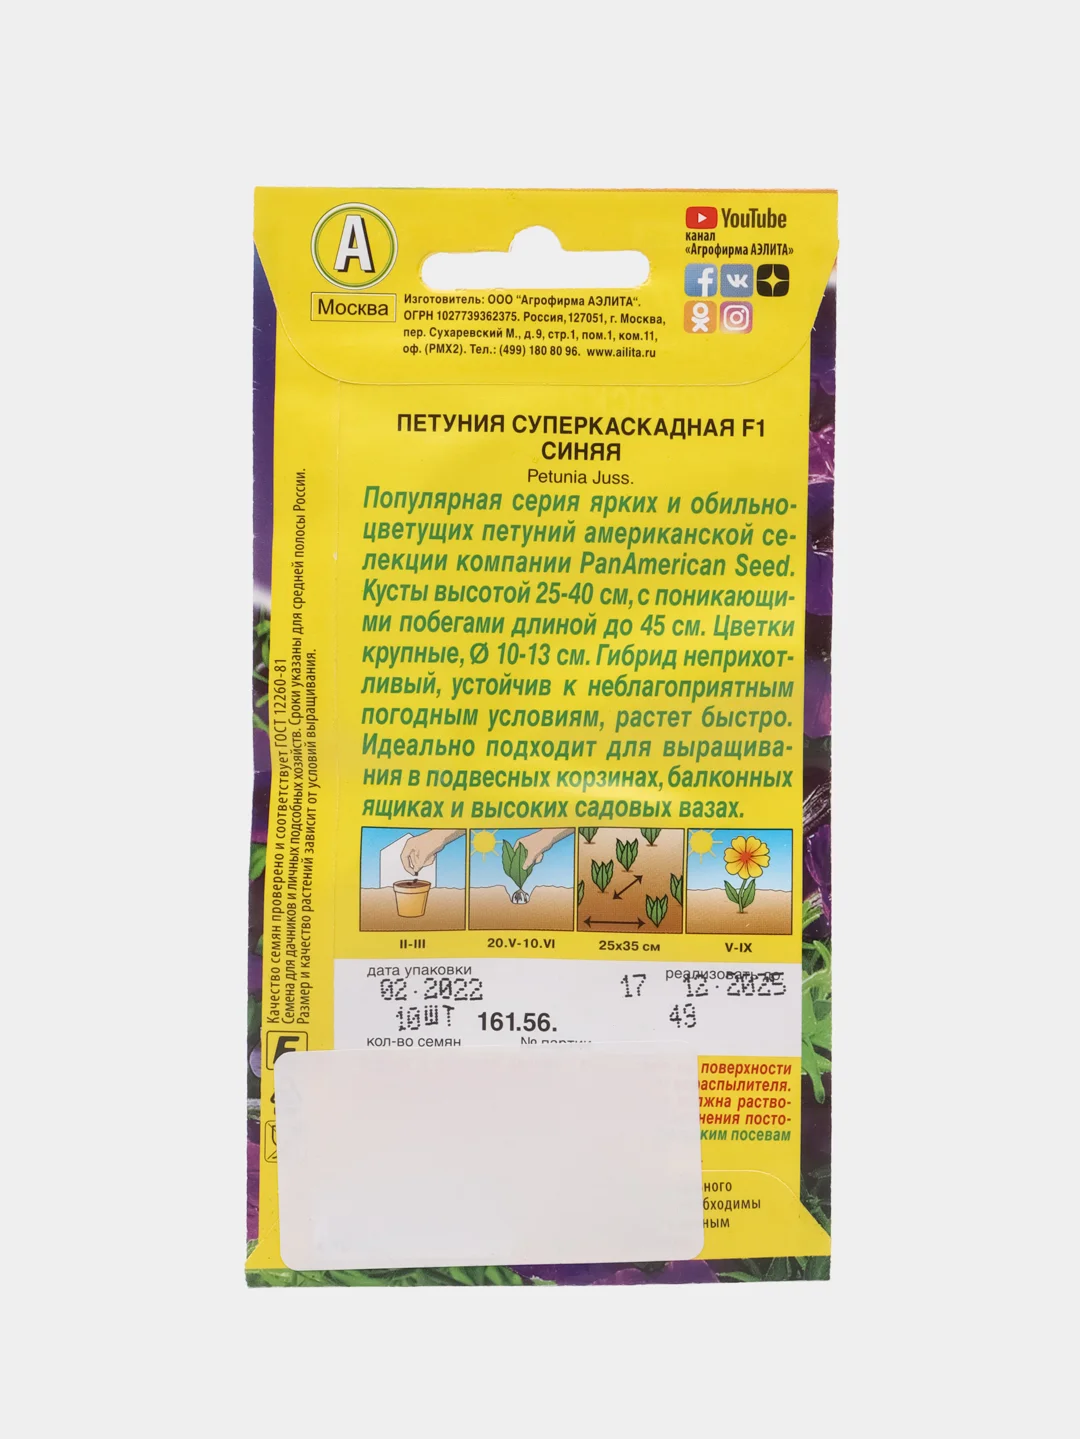 А
Москва
Изготовитель: ООО "Агрофирма АЭЛИТА".
ОГРН 1027739362375. Россия,127051, г. Москва,
пер. Сухаревский М., д.9, стр.1, пом.1, ком.11,
оф. (РМХ2). Тел.: (499) 180 80 96. www.ailita.ru
YouTube
канал
«Агрофирма АЭЛИТА»
ПЕТУНИЯ СУПЕРКАСКАДНАЯ F1
СИНЯЯ
Petunia Juss.
Популярная серия ярких и обильно-
цветущих петуний американской се-
лекции компании PanAmerican Seed.
Кусты высотой 25-40 см, с поникающи-
ми побегами длиной до 45 см. Цветки
крупные, Ø 10-13 см. Гибрид неприхот-
ливый, устойчив к неблагоприятным
погодным условиям, растет быстро.
Идеально подходит для выращива-
ния в подвесных корзинах, балконных
ящиках и высоких садовых вазах.
II-III
20.V-10.VI
25х35 см
V-IX
дата упаковки
реализовать до:
02.2022
17 12.2025
10ШТ 161.56. 49
кол-во семян № партии
поверхности
распылителя.
раство-
посто-
посевам
Качество семян проверено и соответствует ГОСТ 12260-81
Семена для дачников и личных подсобных хозяйств. Сроки указаны для средней полосы России.
Размер и качество растений зависит от условий выращивания.